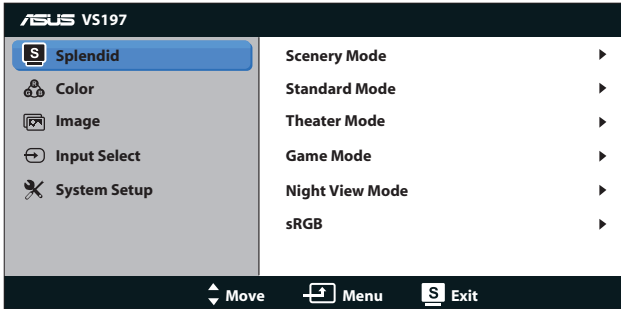 ASUS VS197
S Splendid
Color
Image
Input Select
System Setup
Scenery Mode
Standard Mode
Theater Mode
Game Mode
Night View Mode
sRGB
Move Menu S Exit